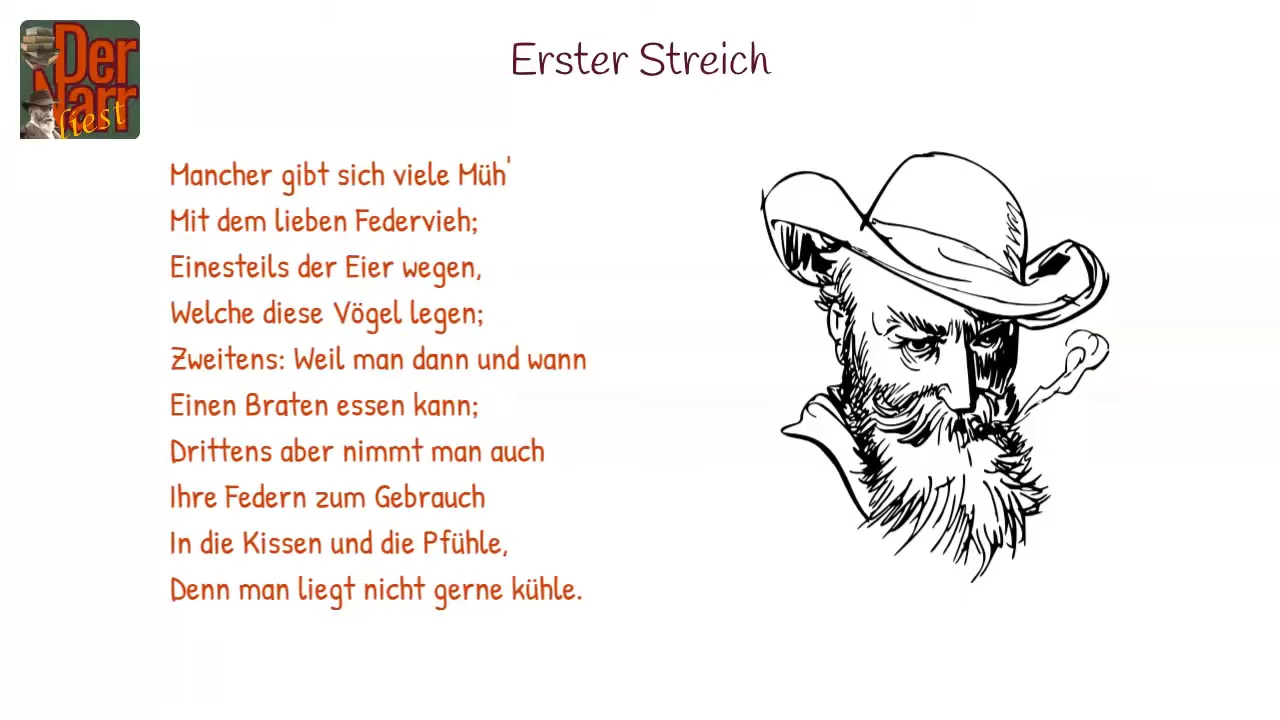 Der
Narr
liest
Erster Streich
Mancher gibt sich viele Müh'
Mit dem lieben Federvieh;
Einesteils der Eier wegen,
Welche diese Vögel legen;
Zweitens: Weil man dann und wann
Einen Braten essen kann;
Drittens aber nimmt man auch
Ihre Federn zum Gebrauch
In die Kissen und die Pfühle,
Denn man liegt nicht gerne kühle.